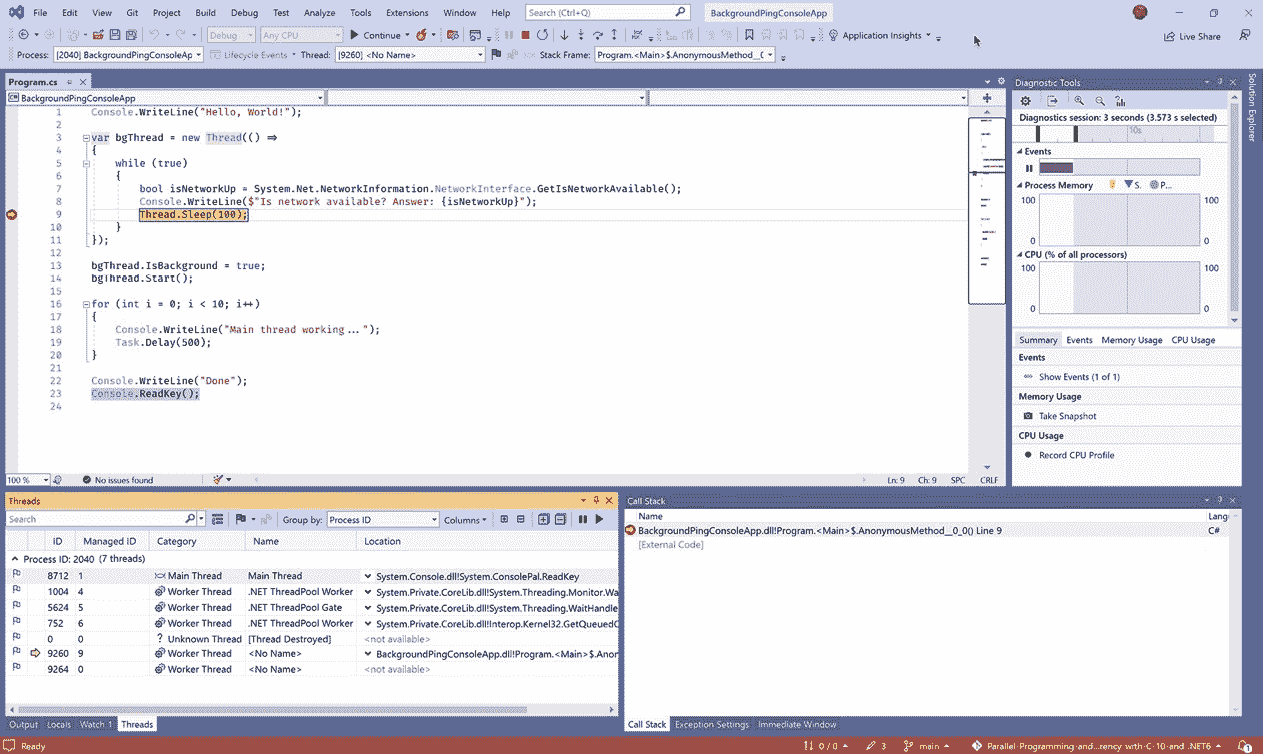 File Edit View Git Project Build Debug Test Analyze Tools Extensions Window Help Search (Ctrl+Q) BackgroundPingConsoleApp
Debug Any CPU Continue Application Insights Live Share
Process: [2040] BackgroundPingConsoleAp Lifecycle Events Thread: [9260] <No Name> Stack Frame: Program.<Main>$.AnonymousMethod__0
Program.cs
BackgroundPingConsoleApp
1 Console.WriteLine("Hello, World!");
2
3 var bgThread = new Thread(() =>
4 {
5 while (true)
6 {
7 bool isNetworkUp = System.Net.NetworkInformation.NetworkInterface.GetIsNetworkAvailable();
8 Console.WriteLine($"Is network available? Answer: {isNetworkUp}");
9 Thread.Sleep(100);
10 }
11 });
12
13 bgThread.IsBackground = true;
14 bgThread.Start();
15
16 for (int i = 0; i < 10; i++)
17 {
18 Console.WriteLine("Main thread working...");
19 Task.Delay(500);
20 }
21
22 Console.WriteLine("Done");
23 Console.ReadKey();
24
100 % No issues found Ln: 9 Ch: 9 SPC CRLF
Diagnostic Tools
Diagnostics session: 3 seconds (3.573 s selected)
10s
Events
Process Memory S. P...
100 100
0 0
CPU (% of all processors)
100 100
0 0
Summary Events Memory Usage CPU Usage
Events
Show Events (1 of 1)
Memory Usage
Take Snapshot
CPU Usage
Record CPU Profile
Solution Explorer
Threads
Search Group by: Process ID Columns
ID Managed ID Category Name Location
Process ID: 2040 (7 threads)
8712 1 Main Thread Main Thread System.Console.dll!System.ConsolePal.ReadKey
1004 4 Worker Thread .NET ThreadPool Worker System.Private.CoreLib.dll!System.Threading.Monitor.Wa
5624 5 Worker Thread .NET ThreadPool Gate System.Private.CoreLib.dll!System.Threading.WaitHandle
752 6 Worker Thread .NET ThreadPool Worker System.Private.CoreLib.dll!Interop.Kernel32.GetQueuedC
0 0 ? Unknown Thread [Thread Destroyed] <not available>
9260 9 Worker Thread <No Name> BackgroundPingConsoleApp.dll!Program.<Main>$.Anon
9264 0 Worker Thread <No Name> <not available>
Output Locals Watch 1 Threads
Call Stack
Name Lang
BackgroundPingConsoleApp.dll!Program.<Main>$.AnonymousMethod__0_0() Line 9 C#
[External Code]
Call Stack Exception Settings Immediate Window
Ready 0 / 0 3 main Parallel Programming and...rency with C 10 and .NET6 1